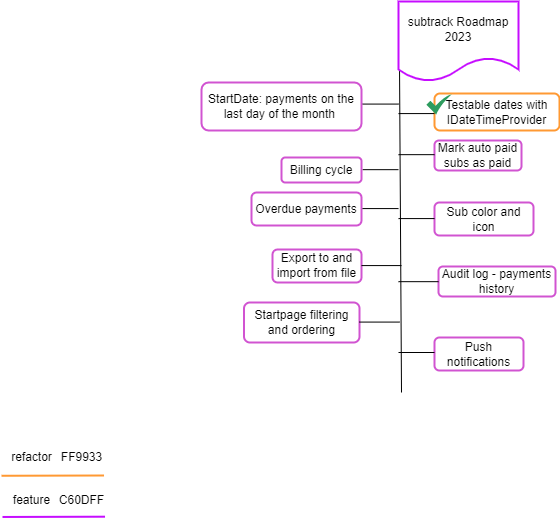 subtrack Roadmap
2023
StartDate: payments on the
last day of the month
Testable dates with
IDateTimeProvider
Mark auto paid
subs as paid
Billing cycle
Overdue payments
Sub color and
icon
Export to and
import from file
Audit log - payments
history
Startpage filtering
and ordering
Push
notifications
refactor FF9933
feature C60DFF